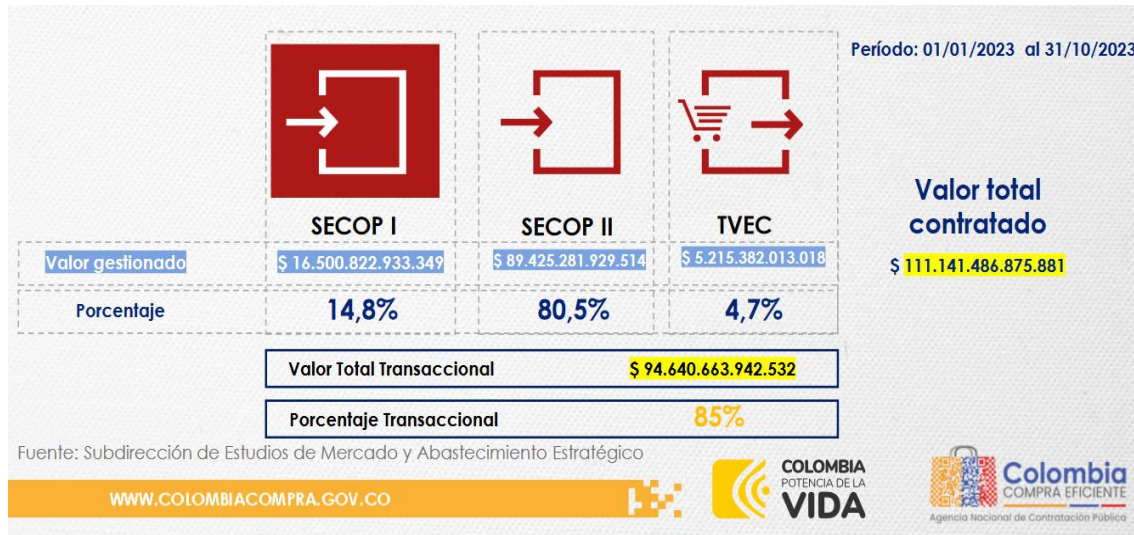 Período: 01/01/2023 al 31/10/2023
SECOP I
SECOP II
TVEC
Valor total
contratado
Valor gestionado
$ 16.500.822.933.349
$ 89.425.281.929.514
$ 5.215.382.013.018
$ 111.141.486.875.881
Porcentaje
14,8%
80,5%
4,7%
Valor Total Transaccional
$ 94.640.663.942.532
Porcentaje Transaccional
85%
Fuente: Subdirección de Estudios de Mercado y Abastecimiento Estratégico
WWW.COLOMBIACOMPRA.GOV.CO
COLOMBIA
POTENCIA DE LA
VIDA
Colombia
COMPRA EFICIENTE
Agencia Nacional de Contratación Pública